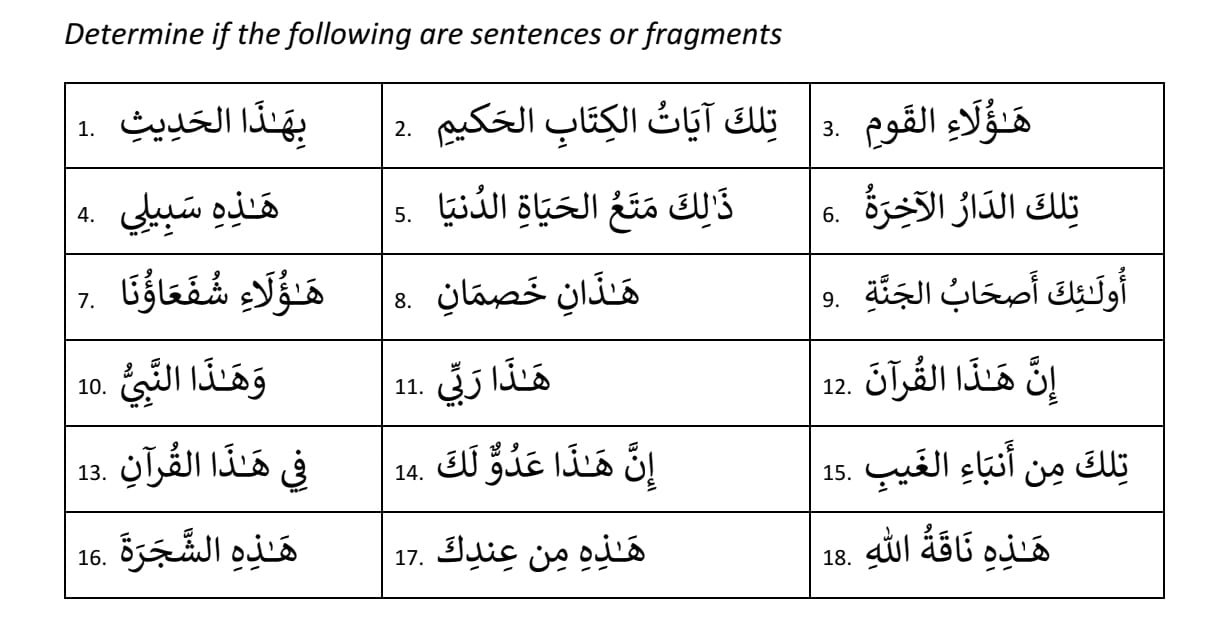 Determine if the following are sentences or fragments
1. بِهَـٰذَا الحَدِيثِ
2. تِلكَ آيَاتُ الكِتَابِ الحَكيمِ
3. هَـٰؤُلَاءِ القَومِ
4. هَـٰذِهِ سَبِيلِي
5. ذَٰلِكَ مَتَعُ الحَيَاةِ الدُنيَا
6. تِلكَ الدَارُ الآخِرَةُ
7. هَـٰؤُلَاءِ شُفَعَاؤُنَا
8. هَـٰذَانِ خَصمَانِ
9. أُولَـٰئِكَ أَصحَابُ الجَنَّةِ
10. وَهَـٰذَا النَّبِيُّ
11. هَـٰذَا رَبِّي
12. إِنَّ هَـٰذَا القُرآنَ
13. فِي هَـٰذَا القُرآنِ
14. إِنَّ هَـٰذَا عَدُوٌّ لَكَ
15. تِلكَ مِن أَنبَاءِ الغَيبِ
16. هَـٰذِهِ الشَّجَرَةَ
17. هَـٰذِهِ مِن عِندِكَ
18. هَـٰذِهِ نَاقَةُ اللهِ